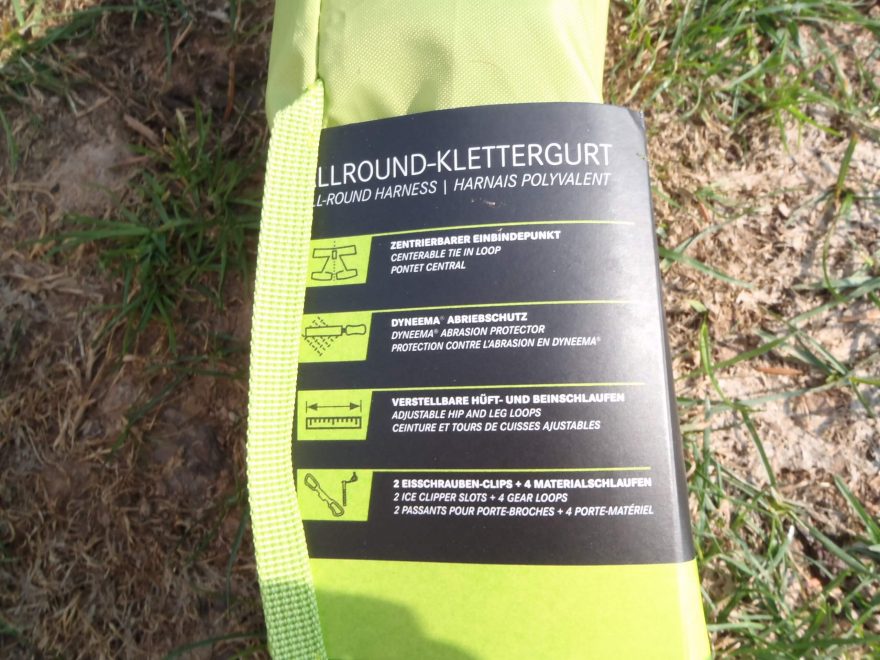 LLROUND-KLETTERGURT
LL-ROUND HARNESS | HARNAIS POLYVALENT
ZENTRIERBARER EINBINDEPUNKT
CENTERABLE TIE IN LOOP
PONTET CENTRAL
DYNEEMA® ABRIEBSCHUTZ
DYNEEMA® ABRASION PROTECTOR
PROTECTION CONTRE L'ABRASION EN DYNEEMA®
VERSTELLBARE HÜFT- UND BEINSCHLAUFEN
ADJUSTABLE HIP AND LEG LOOPS
CEINTURE ET TOURS DE CUISSES AJUSTABLES
2 EISSCHRAUBEN-CLIPS + 4 MATERIALSCHLAUFEN
2 ICE CLIPPER SLOTS + 4 GEAR LOOPS
2 PASSANTS POUR PORTE-BROCHES + 4 PORTE-MATÉRIEL